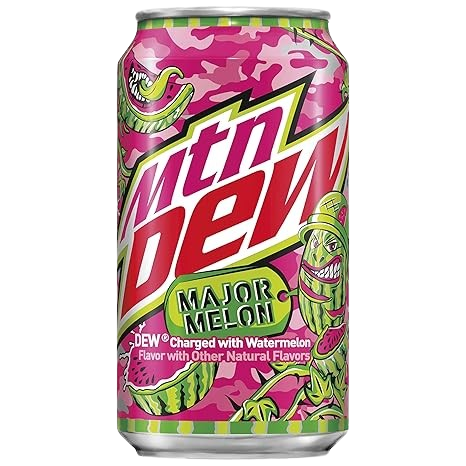 mtn
DEW
MAJOR
MELON
DEW® Charged with Watermelon
Flavor with Other Natural Flavors